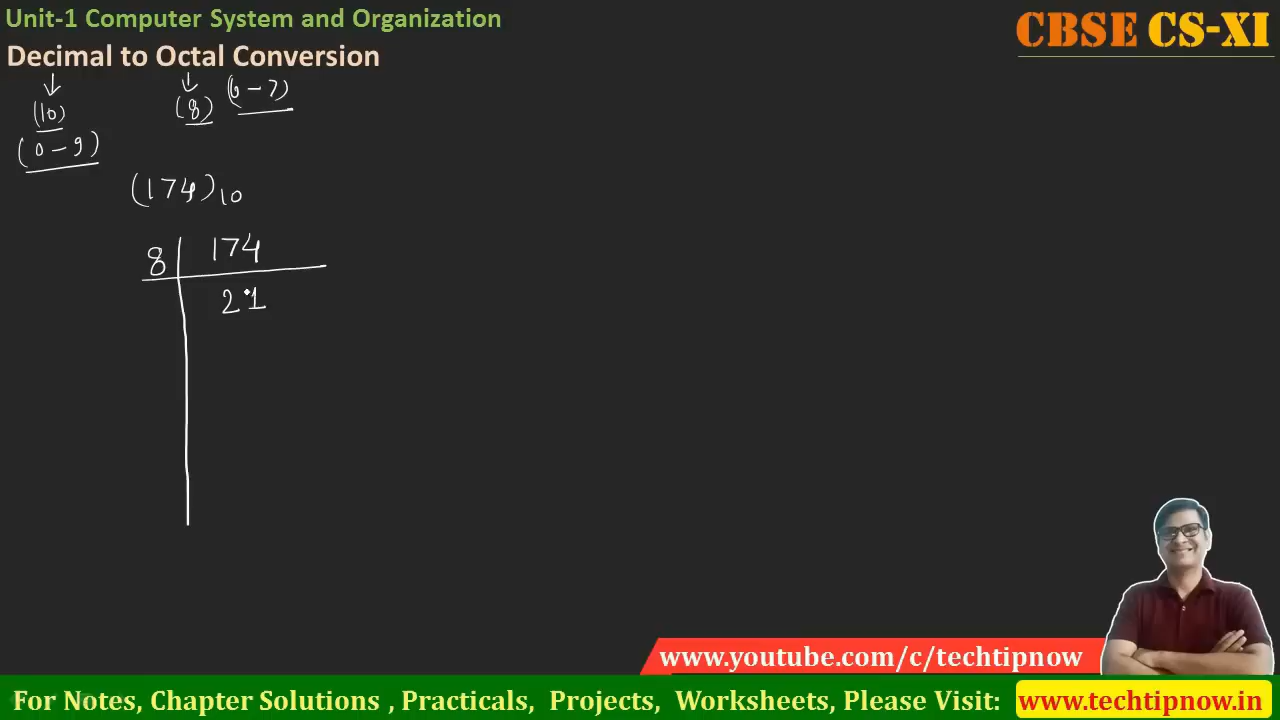 Unit-1 Computer System and Organization
CBSE CS-XI
Decimal to Octal Conversion
(10) (8) (0-7)
(0-9)
(174)10
8 174
21
www.youtube.com/c/techtipnow
For Notes, Chapter Solutions , Practicals, Projects, Worksheets, Please Visit: www.techtipnow.in